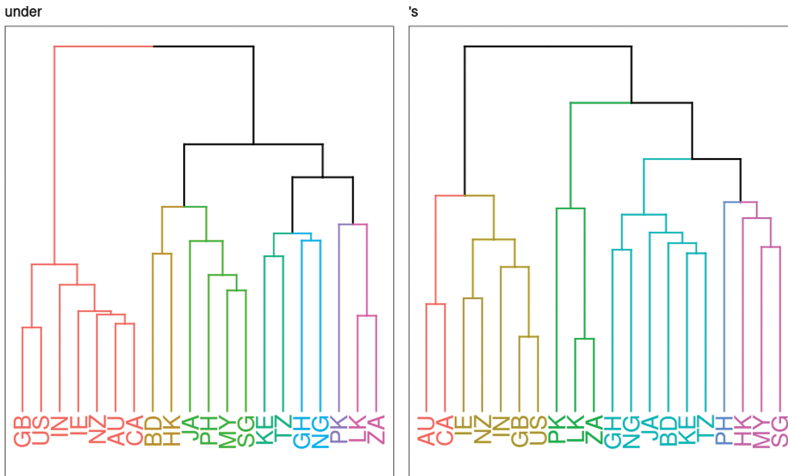 under
's
GB US IN IE NZ AU CA BD HK JA PH MY SG KE TZ GH NG PK LK ZA
AU CA IE NZ IN GB US PK LK ZA GH NG JA BD KE TZ PH HK MY SG